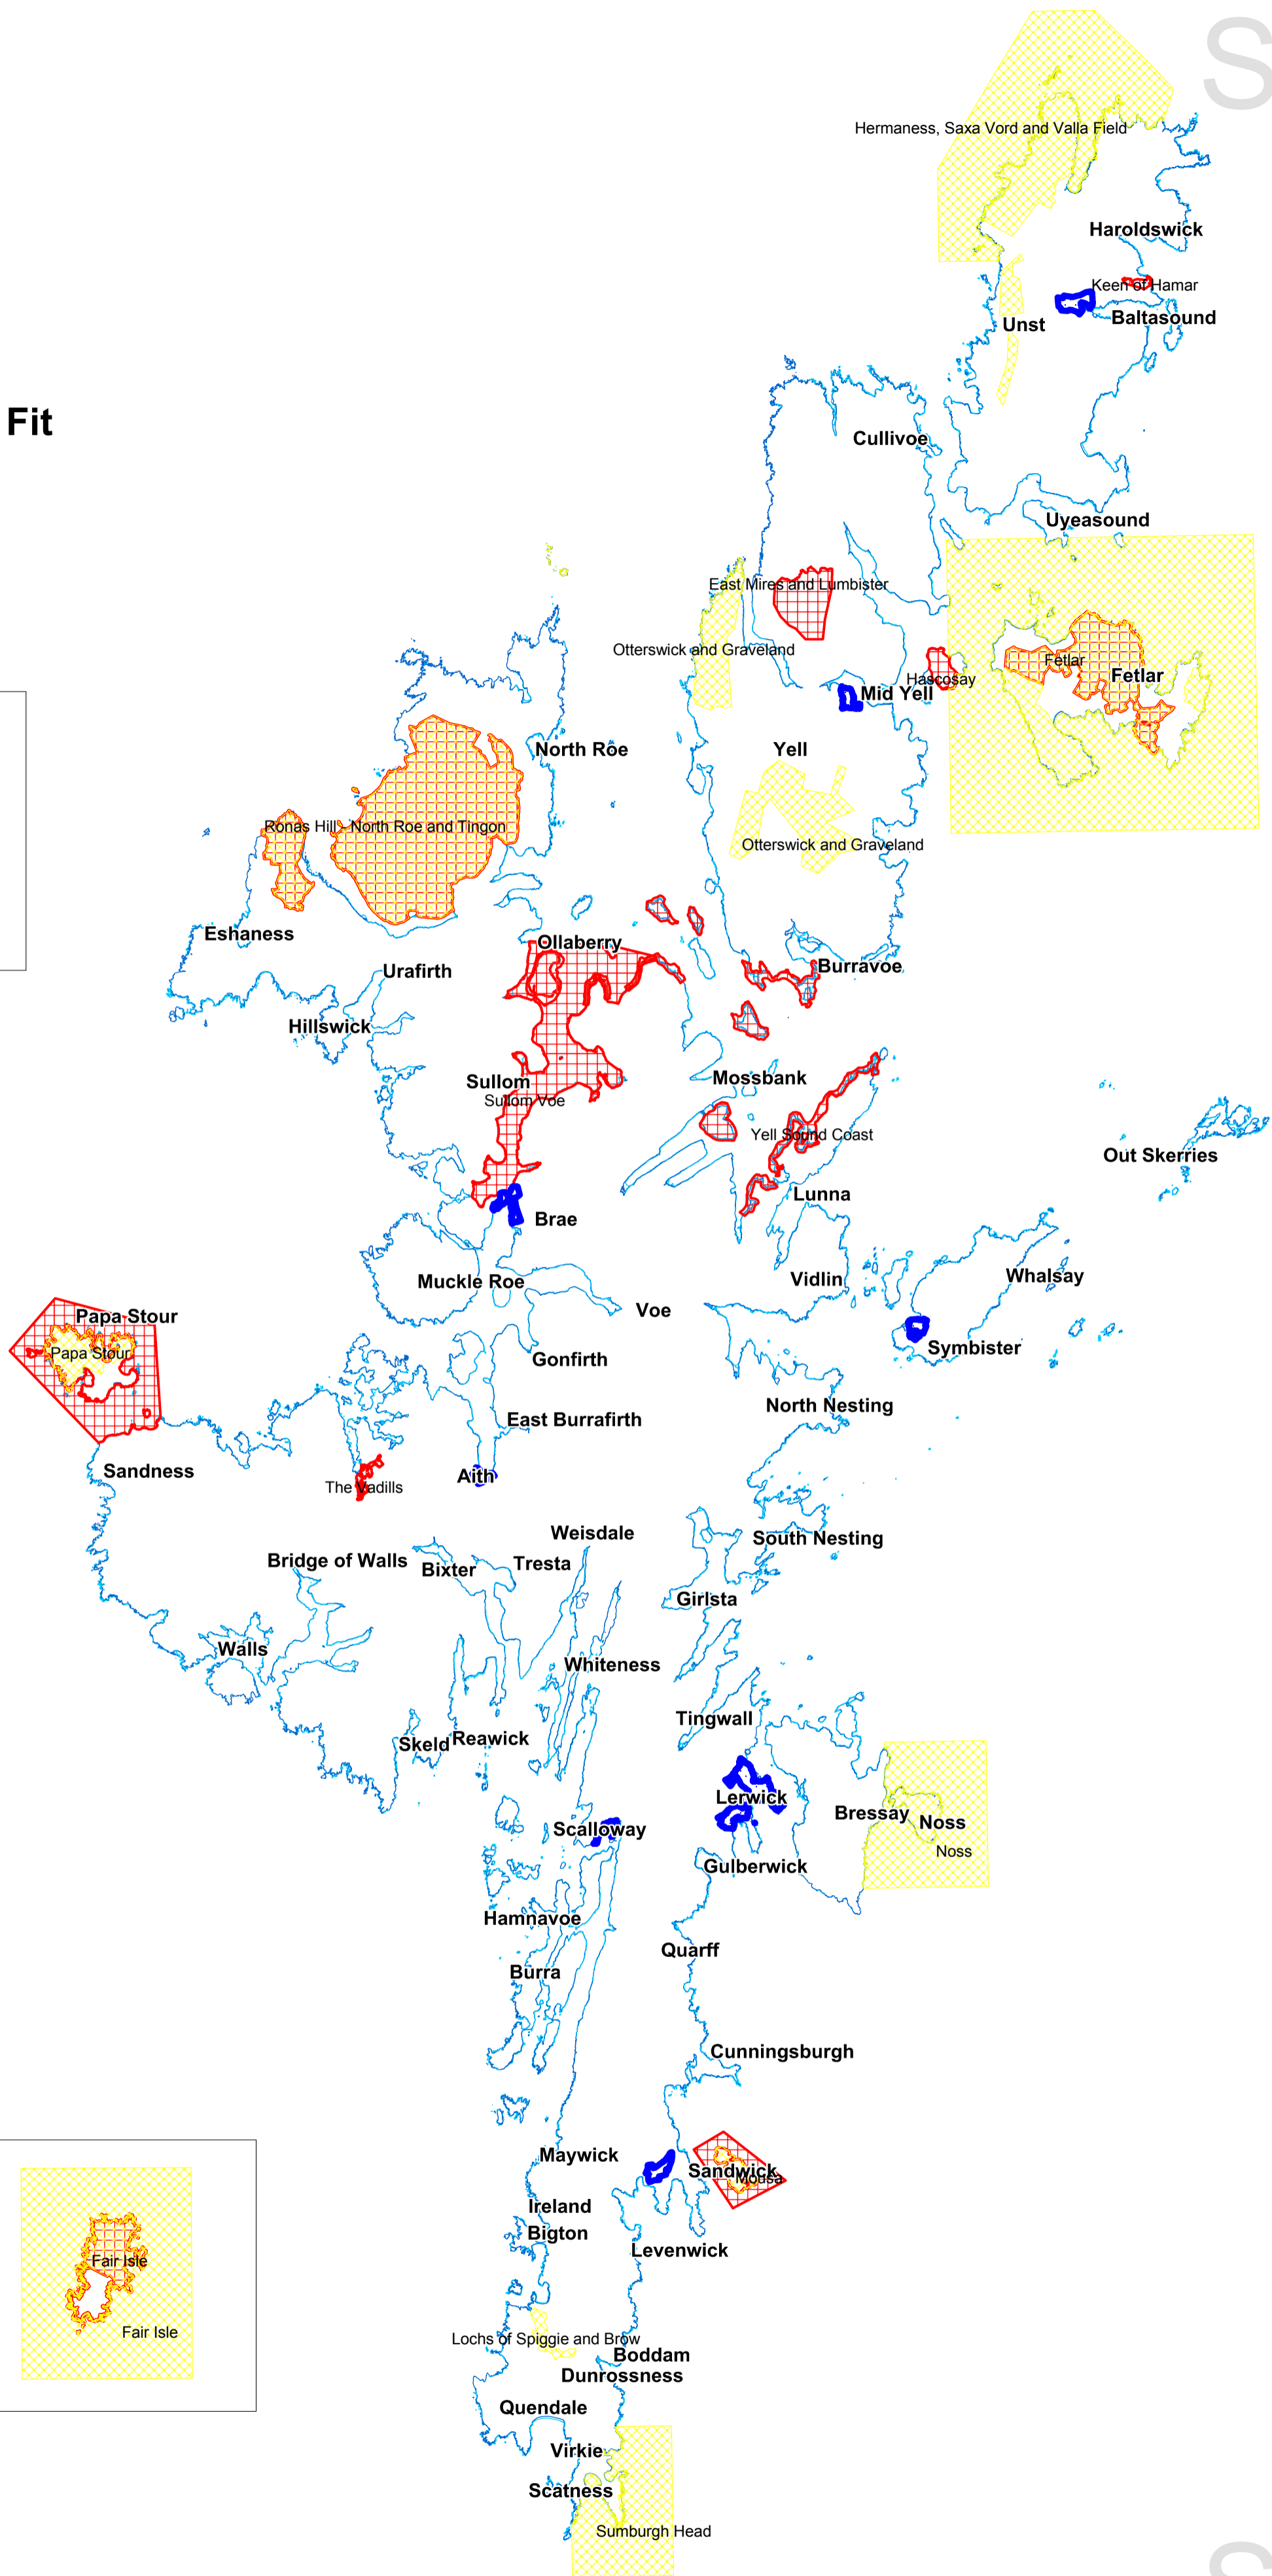 S
Hermaness, Saxa Vord and Valla Field
Haroldswick
Keen of Hamar
Baltasound
Unst
Fit
Cullivoe
Uyeasound
East Mires and Lumbister
Otterswick and Graveland
Fetlar
Fetlar
Hascosay
Mid Yell
North Roe
Yell
Ronas Hill - North Roe and Tingon
Otterswick and Graveland
Eshaness
Ollaberry
Urafirth
Burravoe
Hillswick
Sullom
Sullom Voe
Mossbank
Yell Sound Coast
Out Skerries
Lunna
Brae
Muckle Roe
Vidlin
Whalsay
Voe
Papa Stour
Papa Stour
Symbister
Gonfirth
North Nesting
East Burrafirth
Sandness
Aith
The Vadills
Weisdale
South Nesting
Bridge of Walls
Bixter
Tresta
Girlsta
Walls
Whiteness
Tingwall
Skeld
Reawick
Lerwick
Bressay
Noss
Noss
Scalloway
Gulberwick
Hamnavoe
Quarff
Burra
Cunningsburgh
Maywick
Sandwick
Mousa
Ireland
Bigton
Levenwick
Fair Isle
Fair Isle
Lochs of Spiggie and Brow
Boddam
Dunrossness
Quendale
Virkie
Scatness
Sumburgh Head
S